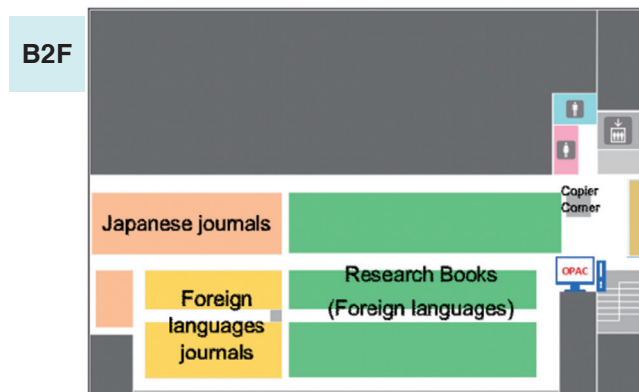 B2F
Copier
Corner
Japanese journals
OPAC
Research Books
(Foreign languages)
Foreign
languages
journals